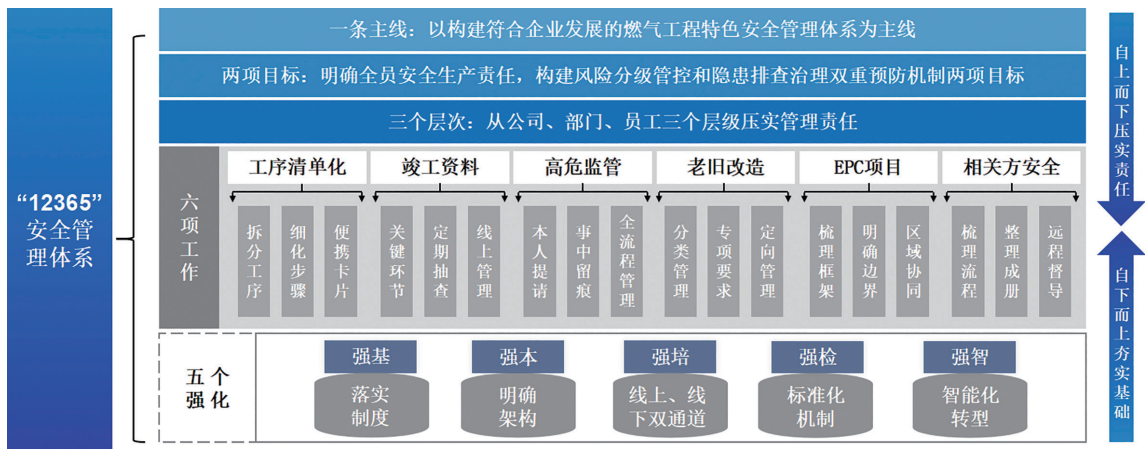 “12365”
安全管
理体系
一条主线：以构建符合企业发展的燃气工程特色安全管理体系为主线
两项目标：明确全员安全生产责任，构建风险分级管控和隐患排查治理双重预防机制两项目标
三个层次：从公司、部门、员工三个层级压实管理责任
六项工作
工序清单化
拆分工序
细化步骤
便携卡片
竣工资料
关键环节
定期抽查
线上管理
高危监管
本人提请
事中留痕
全流程管理
老旧改造
分类管理
专项要求
定向管理
EPC项目
梳理框架
明确边界
区域协同
相关方安全
梳理流程
整理成册
远程督导
五个
强化
强基
落实
制度
强本
明确
架构
强培
线上、线
下双通道
强检
标准化
机制
强智
智能化
转型
自上而下压实责任
自下而上夯实基础